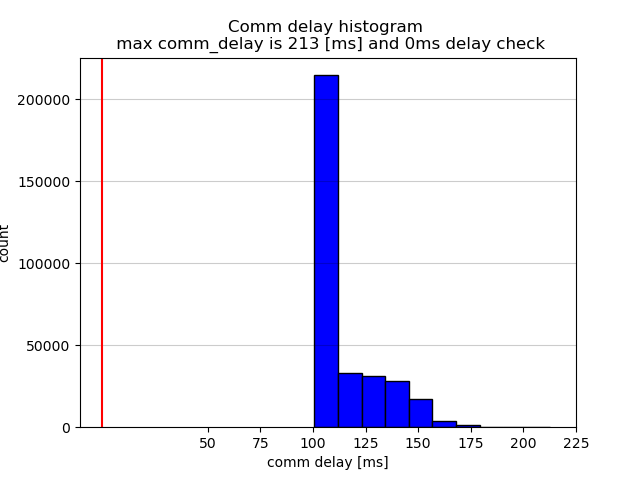 Comm delay histogram
max comm_delay is 213 [ms] and 0ms delay check
200000
150000
100000
50000
0
count
50 75 100 125 150 175 200 225
comm delay [ms]